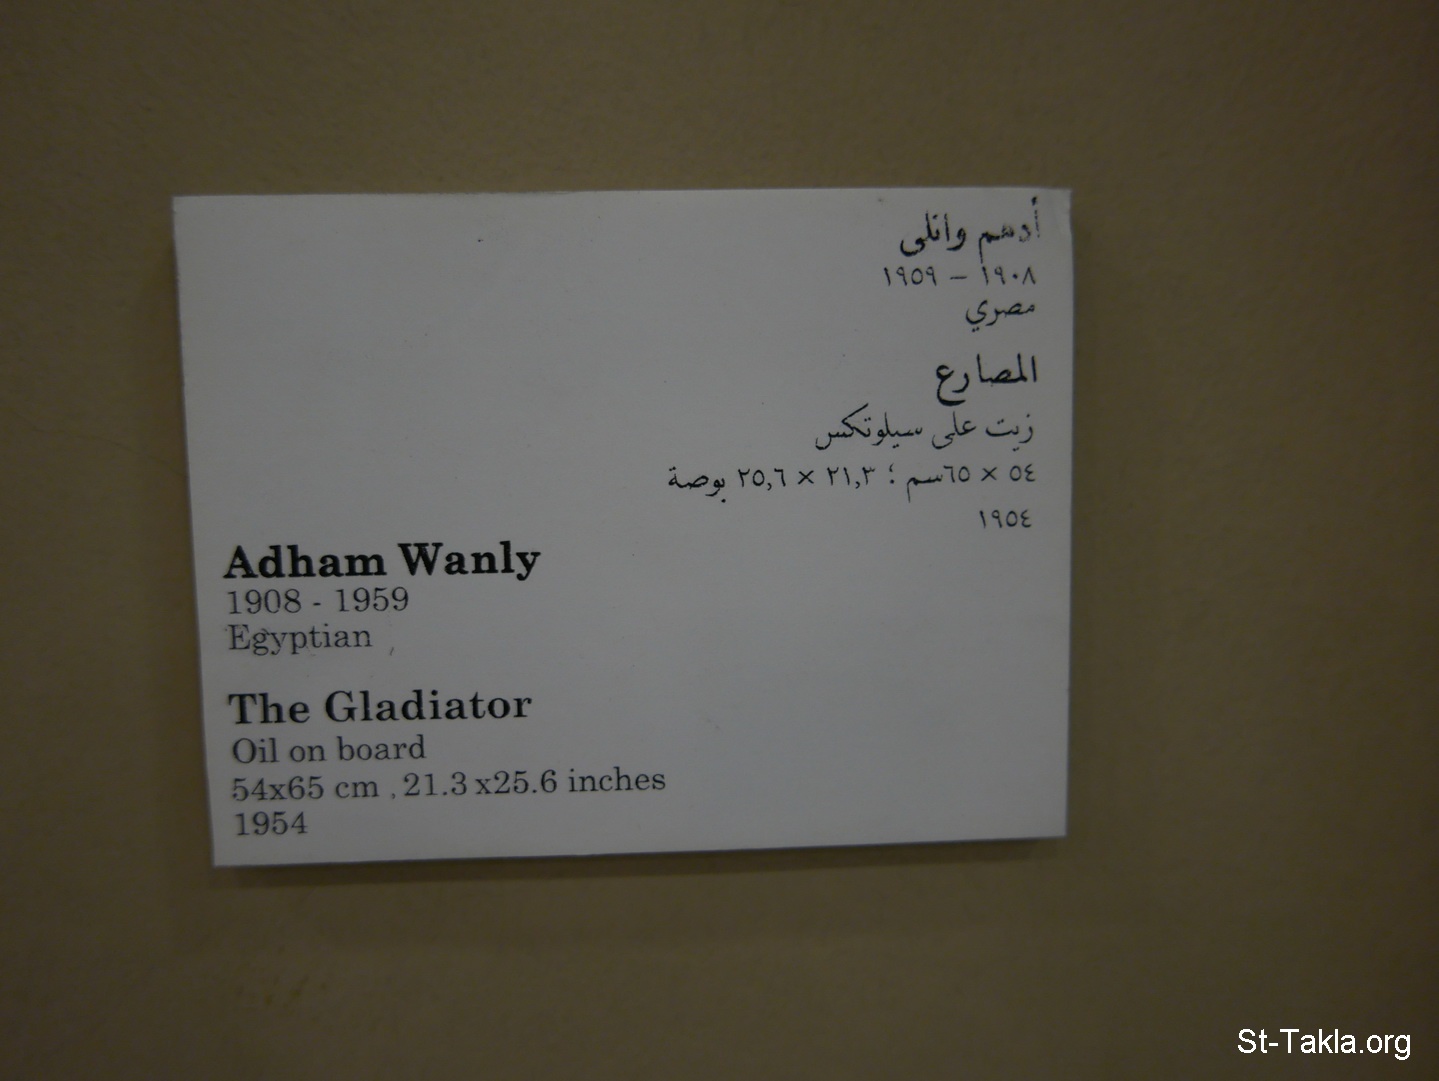 أدهم وانلى
١٩٠٨ – ١٩٥٩
مصري
المصارع
زيت على سيلوتكس
٥٤ × ٦٥سم ؛ ٢١,٣ × ٢٥,٦ بوصة
١٩٥٤
Adham Wanly
1908 - 1959
Egyptian
The Gladiator
Oil on board
54x65 cm , 21.3 x25.6 inches
1954
St-Takla.org